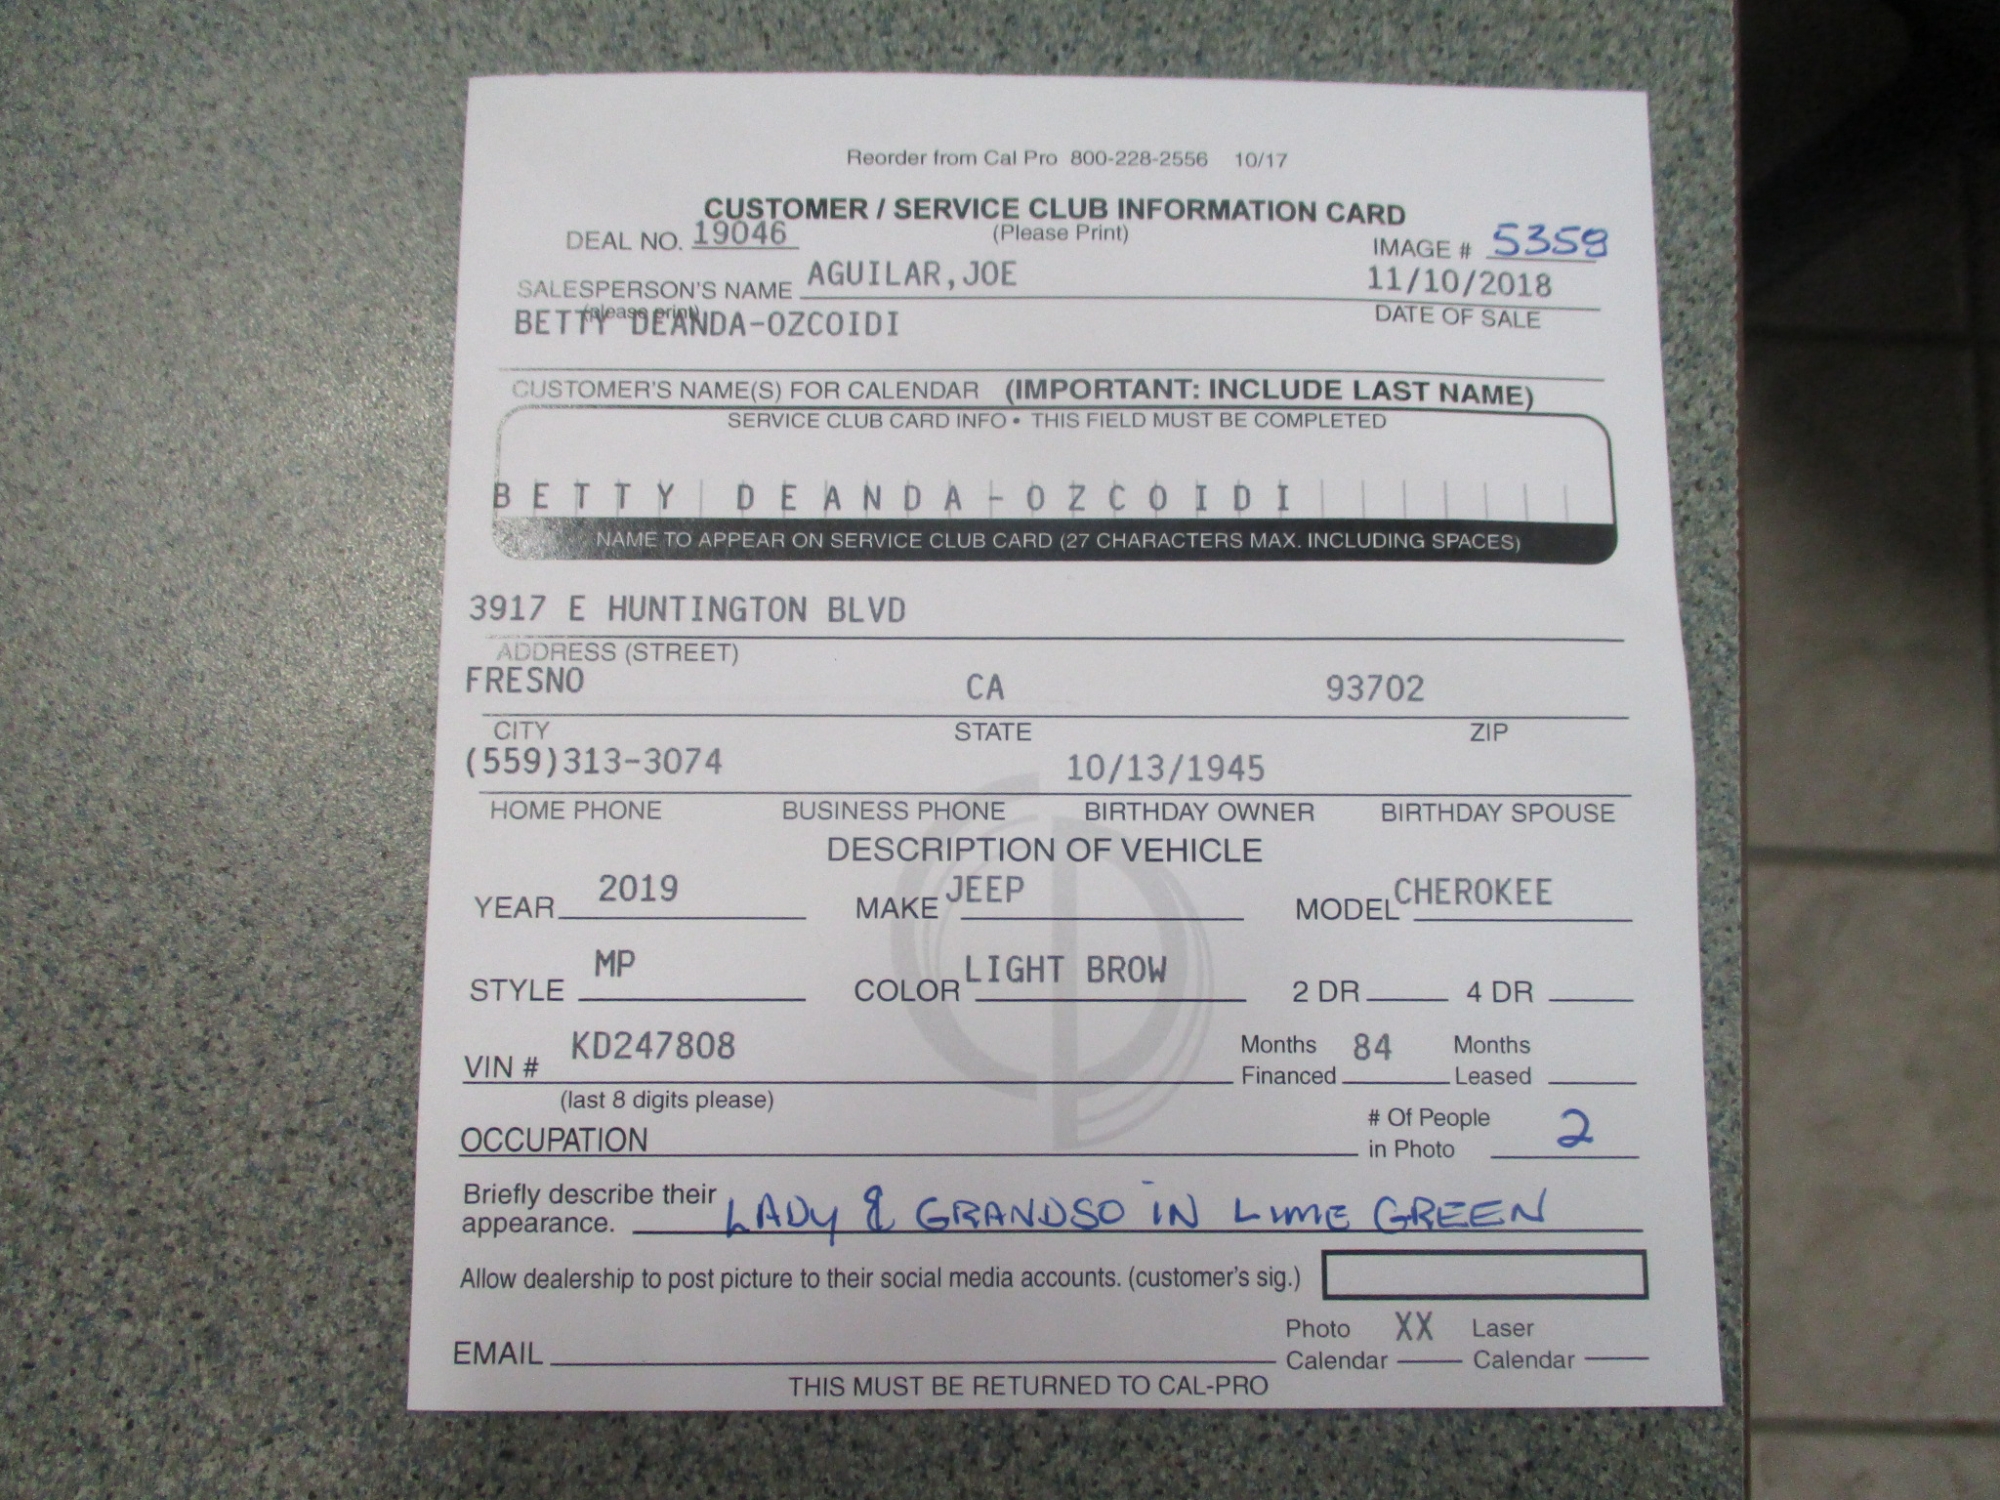 Reorder from Cal Pro 800-228-2556 10/17
CUSTOMER / SERVICE CLUB INFORMATION CARD
DEAL NO. 19046 (Please Print) IMAGE # 5359
SALESPERSON'S NAME AGUILAR,JOE 11/10/2018
(please print) DATE OF SALE
BETTY DEANDA-OZCOIDI
CUSTOMER'S NAME(S) FOR CALENDAR (IMPORTANT: INCLUDE LAST NAME)
SERVICE CLUB CARD INFO • THIS FIELD MUST BE COMPLETED
BETTY DEANDA-OZCOIDI
NAME TO APPEAR ON SERVICE CLUB CARD (27 CHARACTERS MAX. INCLUDING SPACES)
3917 E HUNTINGTON BLVD
ADDRESS (STREET)
FRESNO CA 93702
CITY STATE ZIP
(559)313-3074 10/13/1945
HOME PHONE BUSINESS PHONE BIRTHDAY OWNER BIRTHDAY SPOUSE
DESCRIPTION OF VEHICLE
YEAR 2019 MAKE JEEP MODEL CHEROKEE
STYLE MP COLOR LIGHT BROW 2 DR 4 DR
VIN # KD247808 Months Financed 84 Months Leased
(last 8 digits please)
OCCUPATION # Of People in Photo 2
Briefly describe their appearance. LADY & GRANDSO IN LIME GREEN
Allow dealership to post picture to their social media accounts. (customer's sig.)
EMAIL Photo Calendar XX Laser Calendar
THIS MUST BE RETURNED TO CAL-PRO